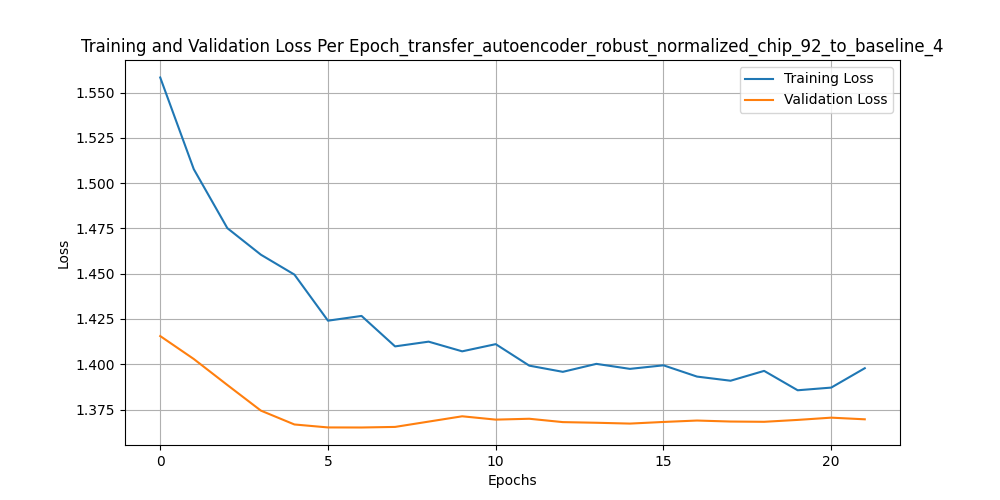 Training and Validation Loss Per Epoch_transfer_autoencoder_robust_normalized_chip_92_to_baseline_4
Training Loss
Validation Loss
1.550
1.525
1.500
1.475
1.450
1.425
1.400
1.375
Loss
0 5 10 15 20
Epochs